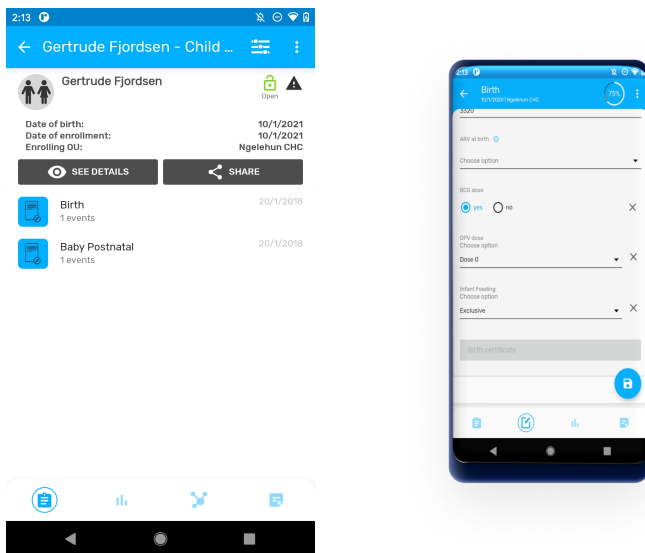 2:13
Gertrude Fjordsen - Child ...
Gertrude Fjordsen
Open
Date of birth: 10/1/2021
Date of enrollment: 10/1/2021
Enrolling OU: Ngelehun CHC
SEE DETAILS
SHARE
Birth 20/1/2018
1 events
Baby Postnatal 20/1/2018
1 events
2:13
Birth
10/1/2020 | Ngelehun CHC
75%
3320
ARV at birth
Choose option
BCG dose
yes no
OPV dose
Choose option
Dose 0
Infant Feeding
Choose option
Exclusive
Birth certificate